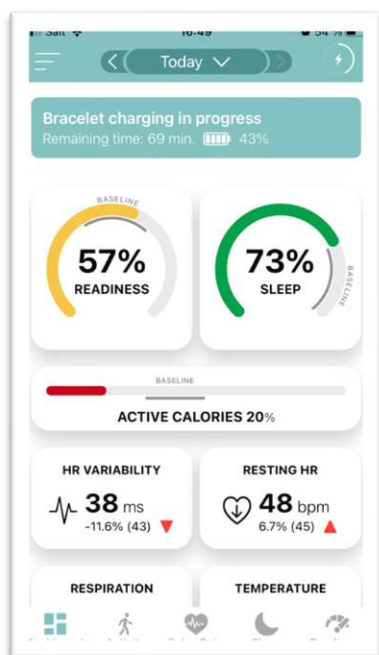 Salt 16:49 54 %
Today
Bracelet charging in progress
Remaining time: 69 min. 43%
BASELINE
57%
READINESS
73%
SLEEP
BASELINE
BASELINE
ACTIVE CALORIES 20%
HR VARIABILITY
38 ms
-11.6% (43)
RESTING HR
48 bpm
6.7% (45)
RESPIRATION
TEMPERATURE